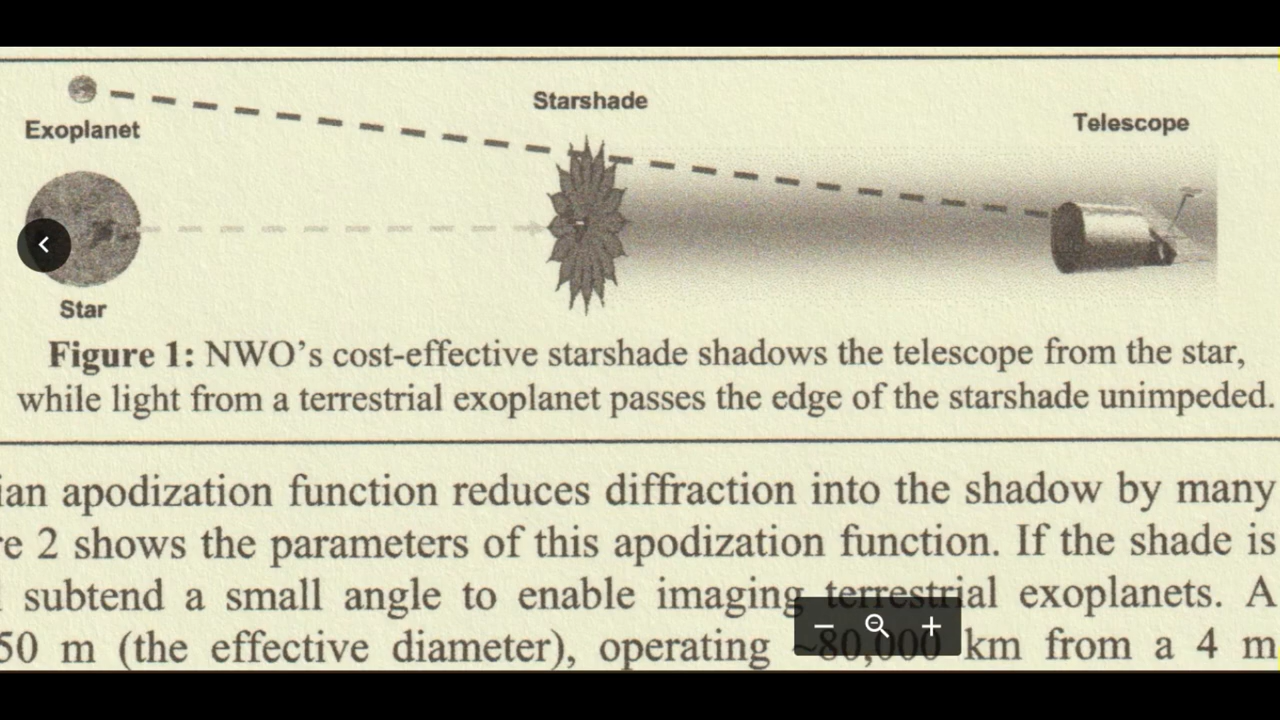 Starshade
Telescope
Exoplanet
Star
Figure 1: NWO's cost-effective starshade shadows the telescope from the star,
while light from a terrestrial exoplanet passes the edge of the starshade unimpeded.
ian apodization function reduces diffraction into the shadow by many
re 2 shows the parameters of this apodization function. If the shade is
subtend a small angle to enable imaging terrestrial exoplanets. A
50 m (the effective diameter), operating ~80,000 km from a 4 m